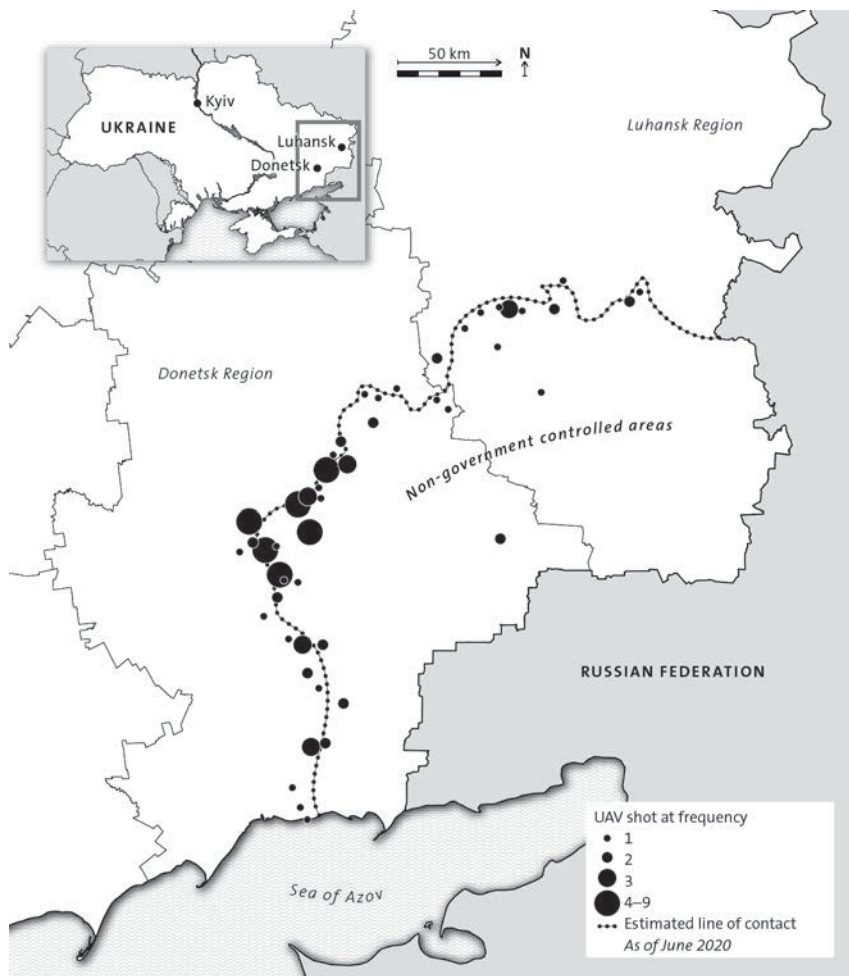 50 km
N
Kyiv
UKRAINE
Luhansk
Donetsk
Luhansk Region
Donetsk Region
Non-government controlled areas
RUSSIAN FEDERATION
Sea of Azov
UAV shot at frequency
1
2
3
4–9
Estimated line of contact
As of June 2020